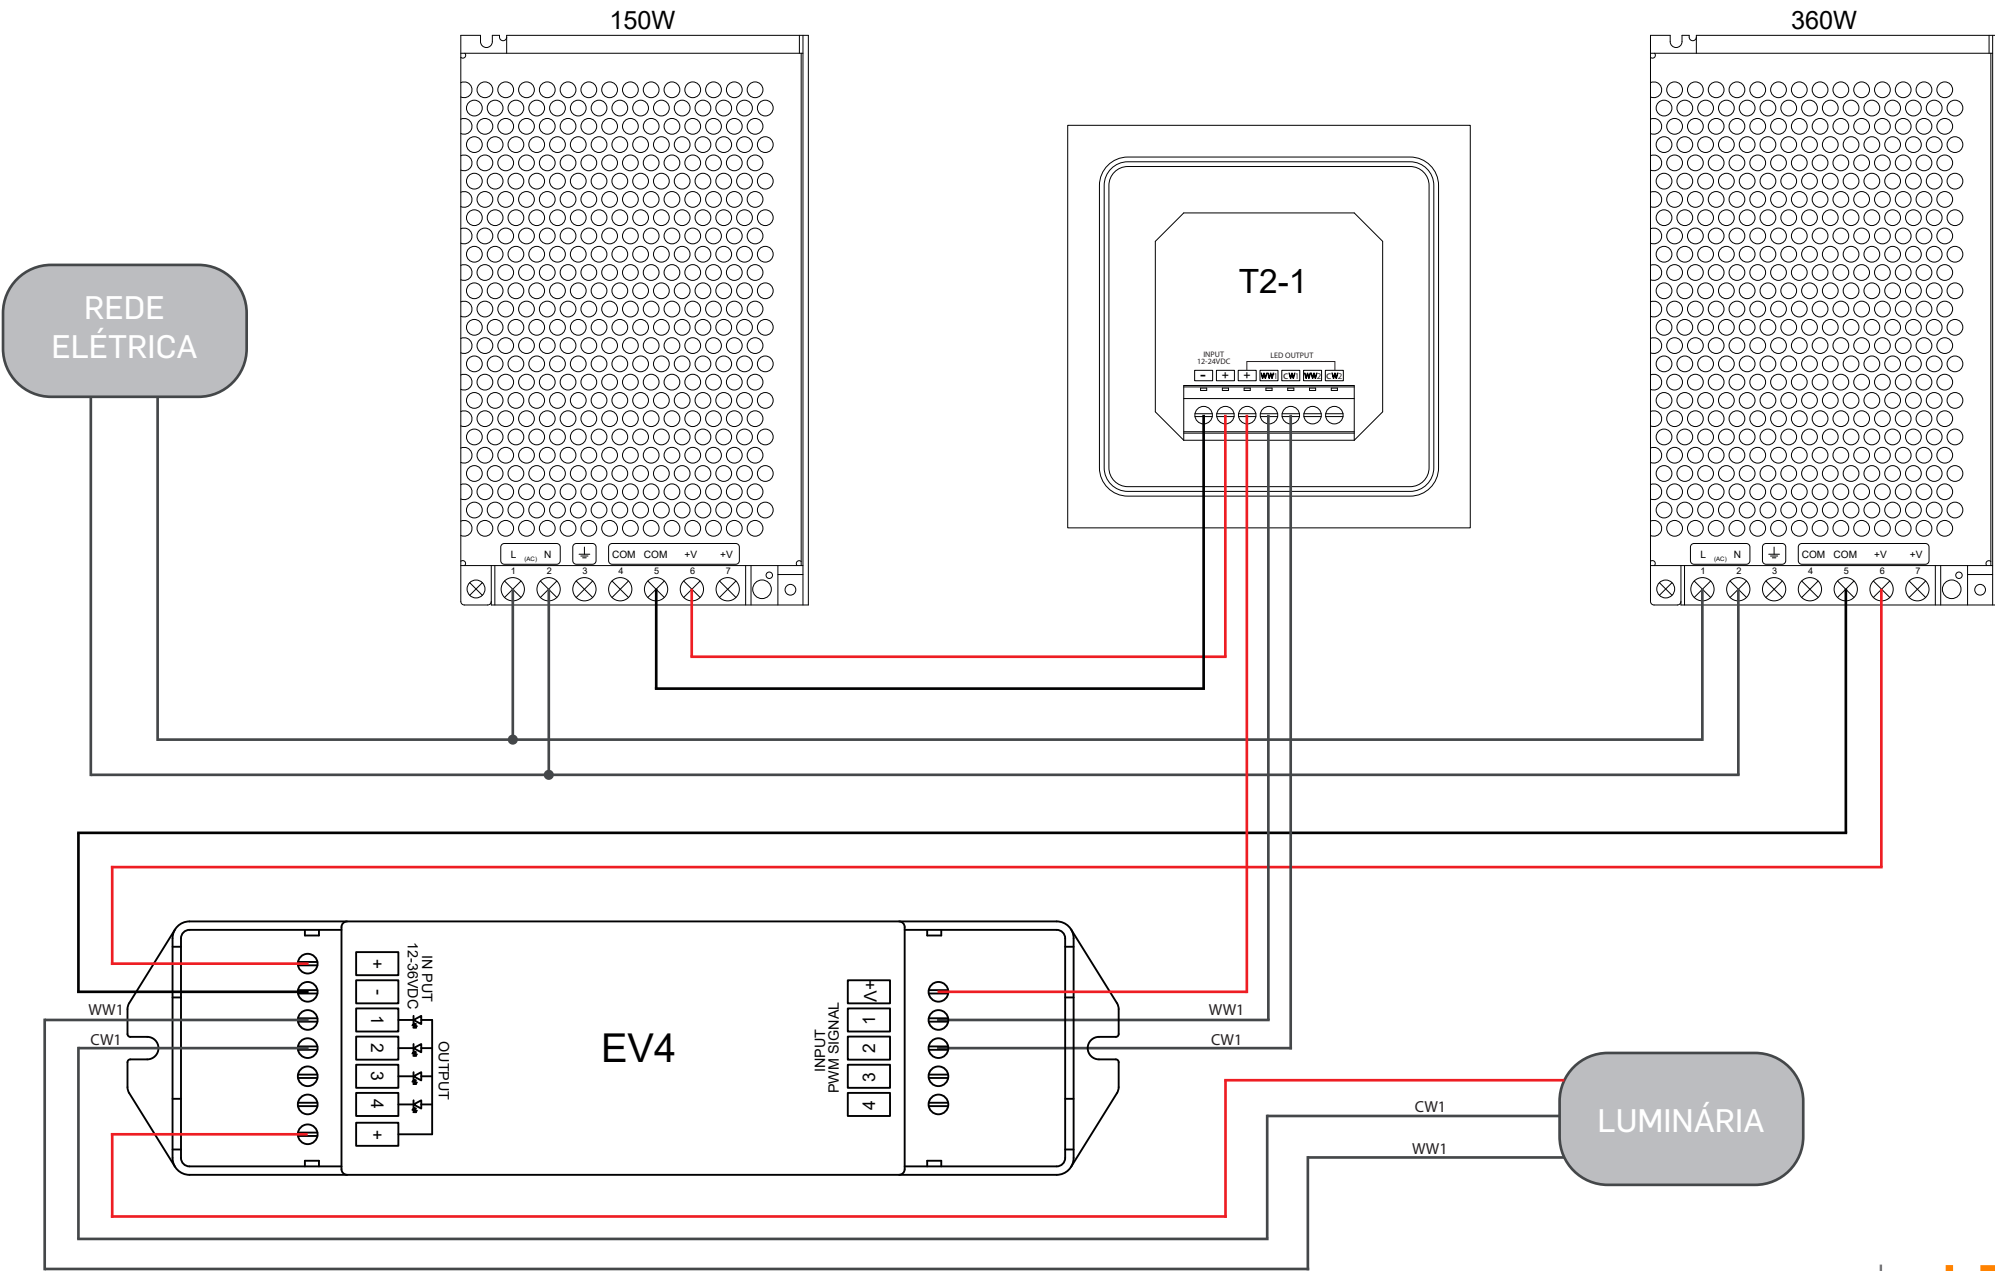 150W
360W
T2-1
INPUT
12-24VDC
LED OUTPUT
- + + WW1 CW1 WW2 CW2
REDE
ELÉTRICA
L (AC) N COM COM +V +V
1 2 3 4 5 6 7
L (AC) N COM COM +V +V
1 2 3 4 5 6 7
IN PUT
12-36VDC
+
-
1
2
3
4
+
OUTPUT
WW1
CW1
EV4
INPUT
PWM SIGNAL
+V
1
2
3
4
WW1
CW1
CW1
WW1
LUMINÁRIA